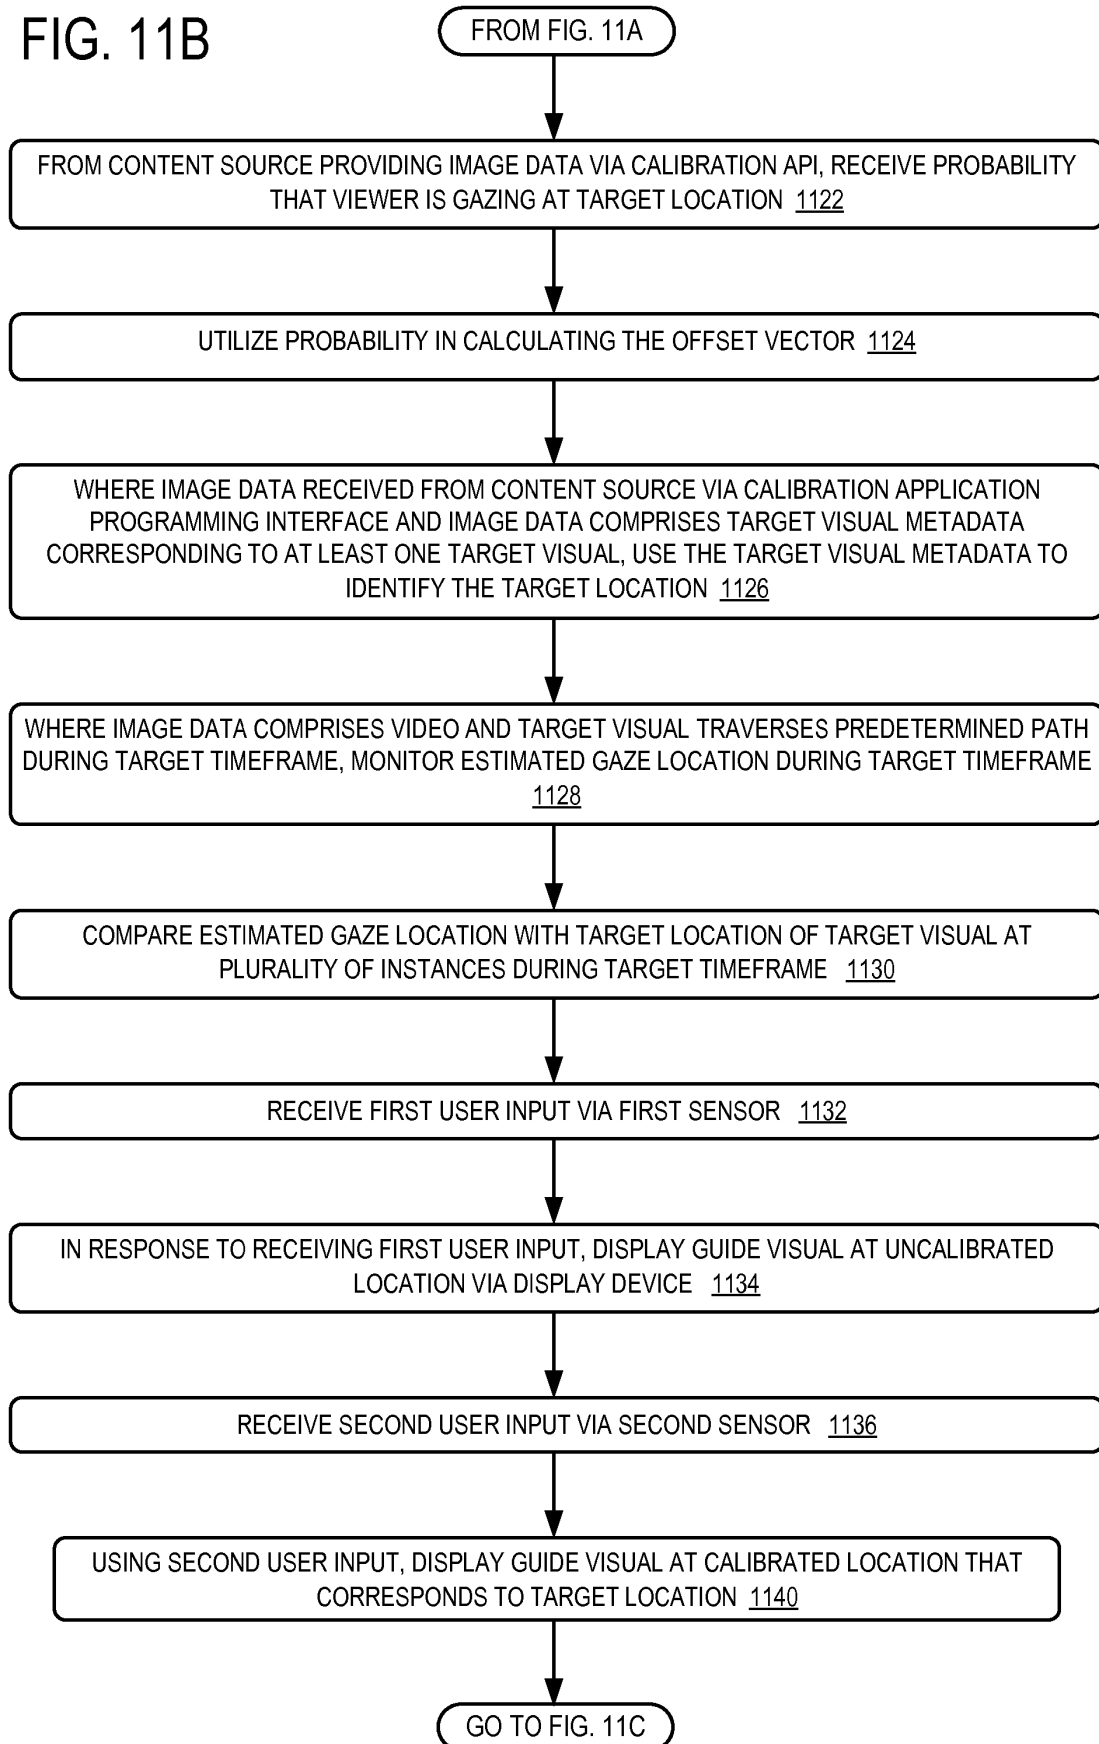 FIG. 11B
FROM FIG. 11A
FROM CONTENT SOURCE PROVIDING IMAGE DATA VIA CALIBRATION API, RECEIVE PROBABILITY
THAT VIEWER IS GAZING AT TARGET LOCATION 1122
UTILIZE PROBABILITY IN CALCULATING THE OFFSET VECTOR 1124
WHERE IMAGE DATA RECEIVED FROM CONTENT SOURCE VIA CALIBRATION APPLICATION
PROGRAMMING INTERFACE AND IMAGE DATA COMPRISES TARGET VISUAL METADATA
CORRESPONDING TO AT LEAST ONE TARGET VISUAL, USE THE TARGET VISUAL METADATA TO
IDENTIFY THE TARGET LOCATION 1126
WHERE IMAGE DATA COMPRISES VIDEO AND TARGET VISUAL TRAVERSES PREDETERMINED PATH
DURING TARGET TIMEFRAME, MONITOR ESTIMATED GAZE LOCATION DURING TARGET TIMEFRAME
1128
COMPARE ESTIMATED GAZE LOCATION WITH TARGET LOCATION OF TARGET VISUAL AT
PLURALITY OF INSTANCES DURING TARGET TIMEFRAME 1130
RECEIVE FIRST USER INPUT VIA FIRST SENSOR 1132
IN RESPONSE TO RECEIVING FIRST USER INPUT, DISPLAY GUIDE VISUAL AT UNCALIBRATED
LOCATION VIA DISPLAY DEVICE 1134
RECEIVE SECOND USER INPUT VIA SECOND SENSOR 1136
USING SECOND USER INPUT, DISPLAY GUIDE VISUAL AT CALIBRATED LOCATION THAT
CORRESPONDS TO TARGET LOCATION 1140
GO TO FIG. 11C